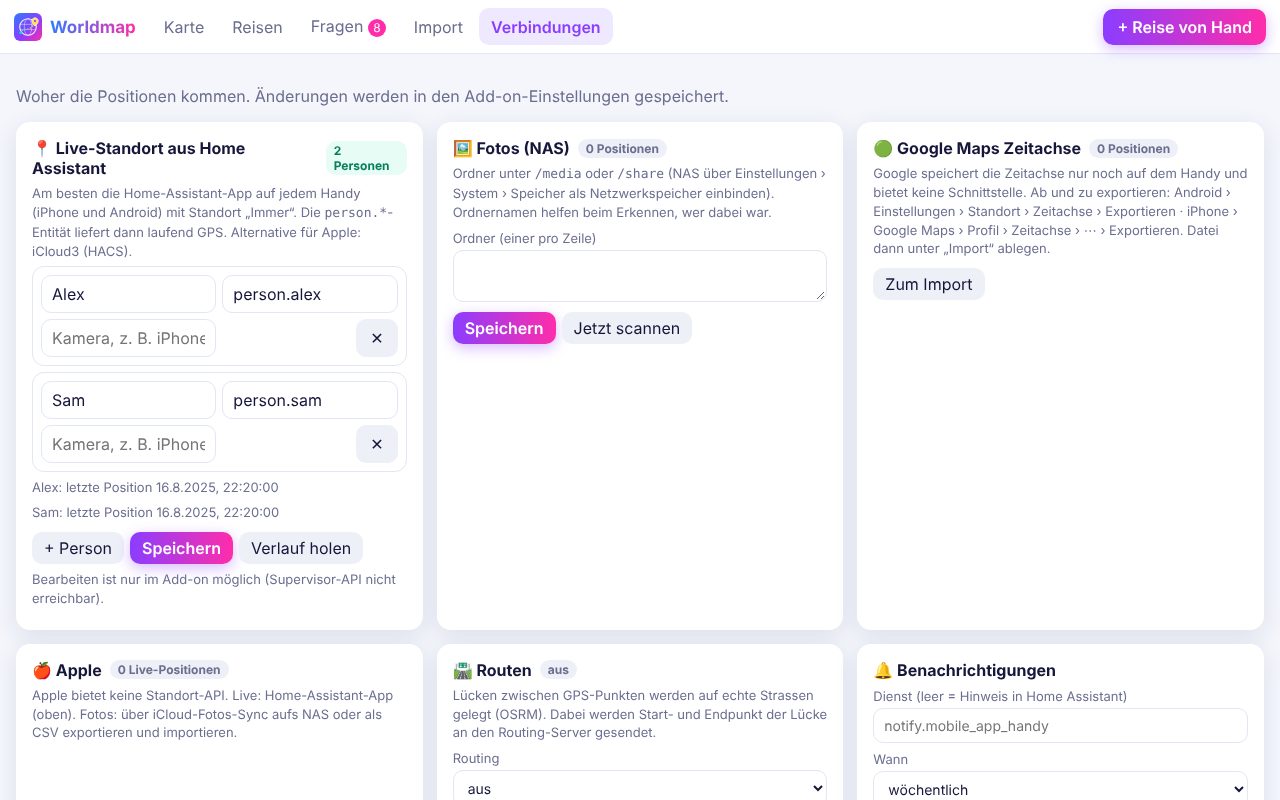 Worldmap
Karte
Reisen
Fragen 8
Import
Verbindungen
+ Reise von Hand
Woher die Positionen kommen. Änderungen werden in den Add-on-Einstellungen gespeichert.
📍 Live-Standort aus Home
Assistant
2
Personen
Am besten die Home-Assistant-App auf jedem Handy
(iPhone und Android) mit Standort „Immer“. Die person.*-
Entität liefert dann laufend GPS. Alternative für Apple:
iCloud3 (HACS).
Alex
person.alex
Kamera, z. B. iPhone
✕
Sam
person.sam
Kamera, z. B. iPhone
✕
Alex: letzte Position 16.8.2025, 22:20:00
Sam: letzte Position 16.8.2025, 22:20:00
+ Person
Speichern
Verlauf holen
Bearbeiten ist nur im Add-on möglich (Supervisor-API nicht
erreichbar).
🖼️ Fotos (NAS)
0 Positionen
Ordner unter /media oder /share (NAS über Einstellungen ›
System › Speicher als Netzwerkspeicher einbinden).
Ordnernamen helfen beim Erkennen, wer dabei war.
Ordner (einer pro Zeile)
Speichern
Jetzt scannen
🟢 Google Maps Zeitachse
0 Positionen
Google speichert die Zeitachse nur noch auf dem Handy und
bietet keine Schnittstelle. Ab und zu exportieren: Android ›
Einstellungen › Standort › Zeitachse › Exportieren · iPhone ›
Google Maps › Profil › Zeitachse › ··· › Exportieren. Datei
dann unter „Import“ ablegen.
Zum Import
🍎 Apple
0 Live-Positionen
Apple bietet keine Standort-API. Live: Home-Assistant-App
(oben). Fotos: über iCloud-Fotos-Sync aufs NAS oder als
CSV exportieren und importieren.
🛣️ Routen
aus
Lücken zwischen GPS-Punkten werden auf echte Strassen
gelegt (OSRM). Dabei werden Start- und Endpunkt der Lücke
an den Routing-Server gesendet.
Routing
aus
🔔 Benachrichtigungen
Dienst (leer = Hinweis in Home Assistant)
notify.mobile_app_handy
Wann
wöchentlich